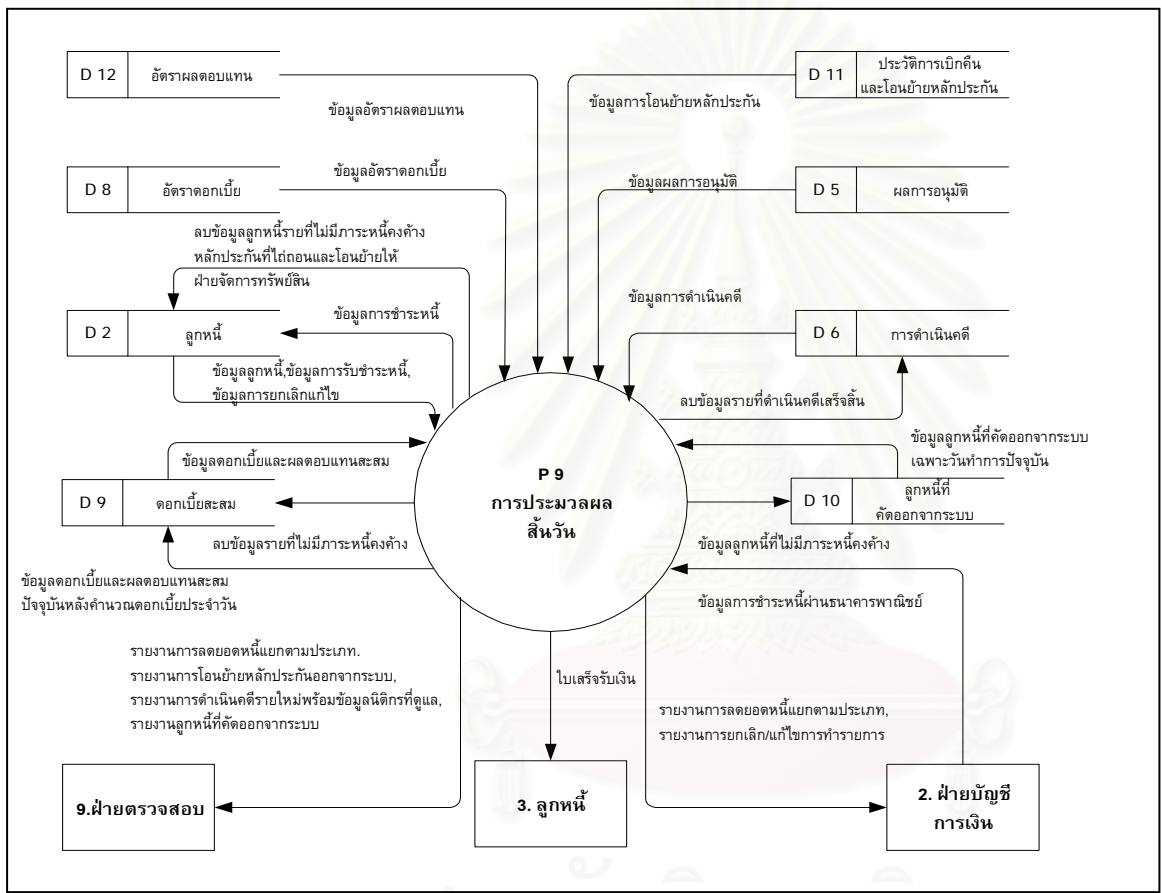 D 12
อัตราผลตอบแทน
ข้อมูลอัตราผลตอบแทน
D 11
ประวัติการเบิกคืน
และโอนย้ายหลักประกัน
ข้อมูลการโอนย้ายหลักประกัน
D 8
อัตราดอกเบี้ย
ข้อมูลอัตราดอกเบี้ย
D 5
ผลการอนุมัติ
ข้อมูลผลการอนุมัติ
ลบข้อมูลลูกหนี้รายที่ไม่มีภาระหนี้คงค้าง
หลักประกันที่ไถ่ถอนและโอนย้ายให้
ฝ่ายจัดการทรัพย์สิน
D 2
ลูกหนี้
ข้อมูลการชำระหนี้
ข้อมูลลูกหนี้,ข้อมูลการรับชำระหนี้,
ข้อมูลการยกเลิกแก้ไข
ข้อมูลการดำเนินคดี
D 6
การดำเนินคดี
ลบข้อมูลรายที่ดำเนินคดีเสร็จสิ้น
ข้อมูลดอกเบี้ยและผลตอบแทนสะสม
D 9
ดอกเบี้ยสะสม
ลบข้อมูลรายที่ไม่มีภาระหนี้คงค้าง
ข้อมูลดอกเบี้ยและผลตอบแทนสะสม
ปัจจุบันหลังคำนวณดอกเบี้ยประจำวัน
P 9
การประมวลผล
สิ้นวัน
ข้อมูลลูกหนี้ที่คัดออกจากระบบ
เฉพาะวันทำการปัจจุบัน
D 10
ลูกหนี้ที่
คัดออกจากระบบ
ข้อมูลลูกหนี้ที่ไม่มีภาระหนี้คงค้าง
ข้อมูลการชำระหนี้ผ่านธนาคารพาณิชย์
รายงานการลดยอดหนี้แยกตามประเภท.
รายงานการโอนย้ายหลักประกันออกจากระบบ,
รายงานการดำเนินคดีรายใหม่พร้อมข้อมูลนิติกรที่ดูแล,
รายงานลูกหนี้ที่คัดออกจากระบบ
ใบเสร็จรับเงิน
รายงานการลดยอดหนี้แยกตามประเภท,
รายงานการยกเลิก/แก้ไขการทำรายการ
9.ฝ่ายตรวจสอบ
3. ลูกหนี้
2. ฝ่ายบัญชี
การเงิน